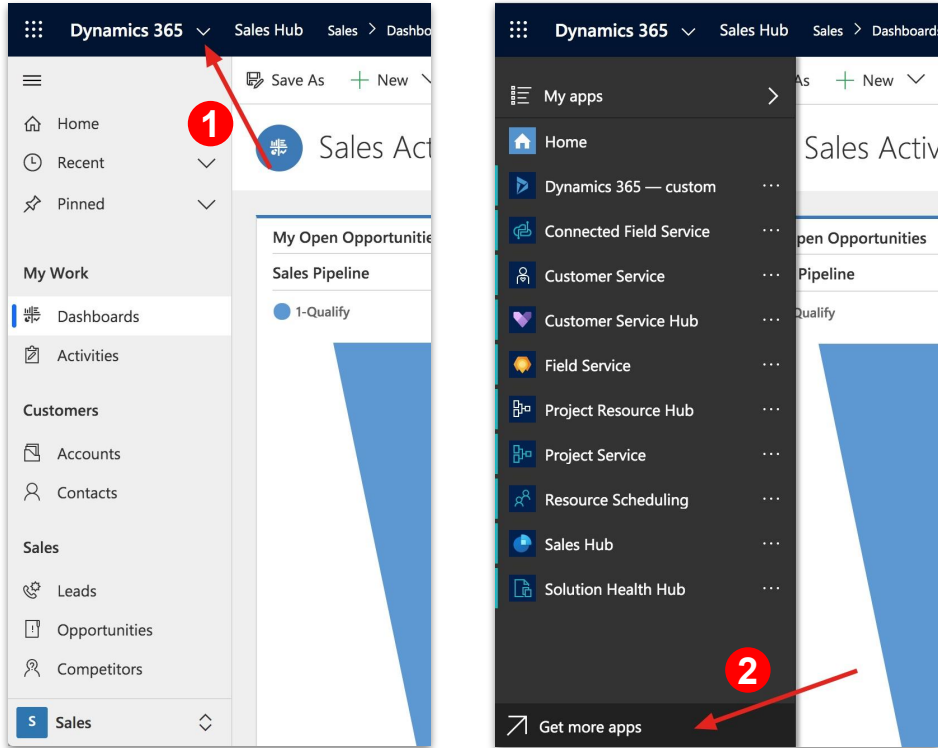 Dynamics 365 Sales Hub Sales > Dashbo
Save As + New
1
Home
Sales Act
Recent
Pinned
My Open Opportunitie
My Work
Sales Pipeline
1-Qualify
Dashboards
Activities
Customers
Accounts
Contacts
Sales
Leads
Opportunities
Competitors
S Sales
Dynamics 365 Sales Hub Sales > Dashboards
As + New
My apps
Home
Sales Activ
Dynamics 365 — custom ...
Connected Field Service ...
pen Opportunities
Customer Service ...
Pipeline
Customer Service Hub ...
Qualify
Field Service ...
Project Resource Hub ...
Project Service ...
Resource Scheduling ...
Sales Hub ...
Solution Health Hub ...
2
Get more apps